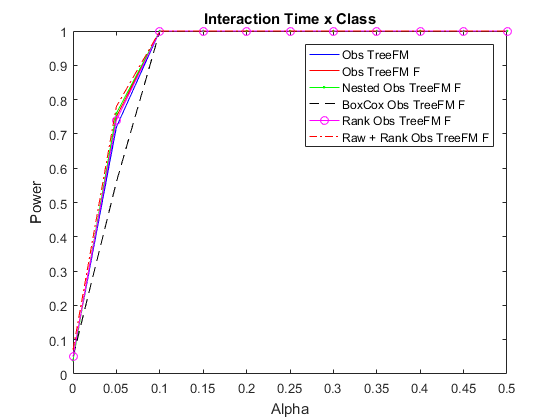 Interaction Time x Class
1
0.9
0.8
0.7
0.6
0.5
0.4
0.3
0.2
0.1
0
Power
Obs TreeFM
Obs TreeFM F
Nested Obs TreeFM F
BoxCox Obs TreeFM F
Rank Obs TreeFM F
Raw + Rank Obs TreeFM F
0 0.05 0.1 0.15 0.2 0.25 0.3 0.35 0.4 0.45 0.5
Alpha